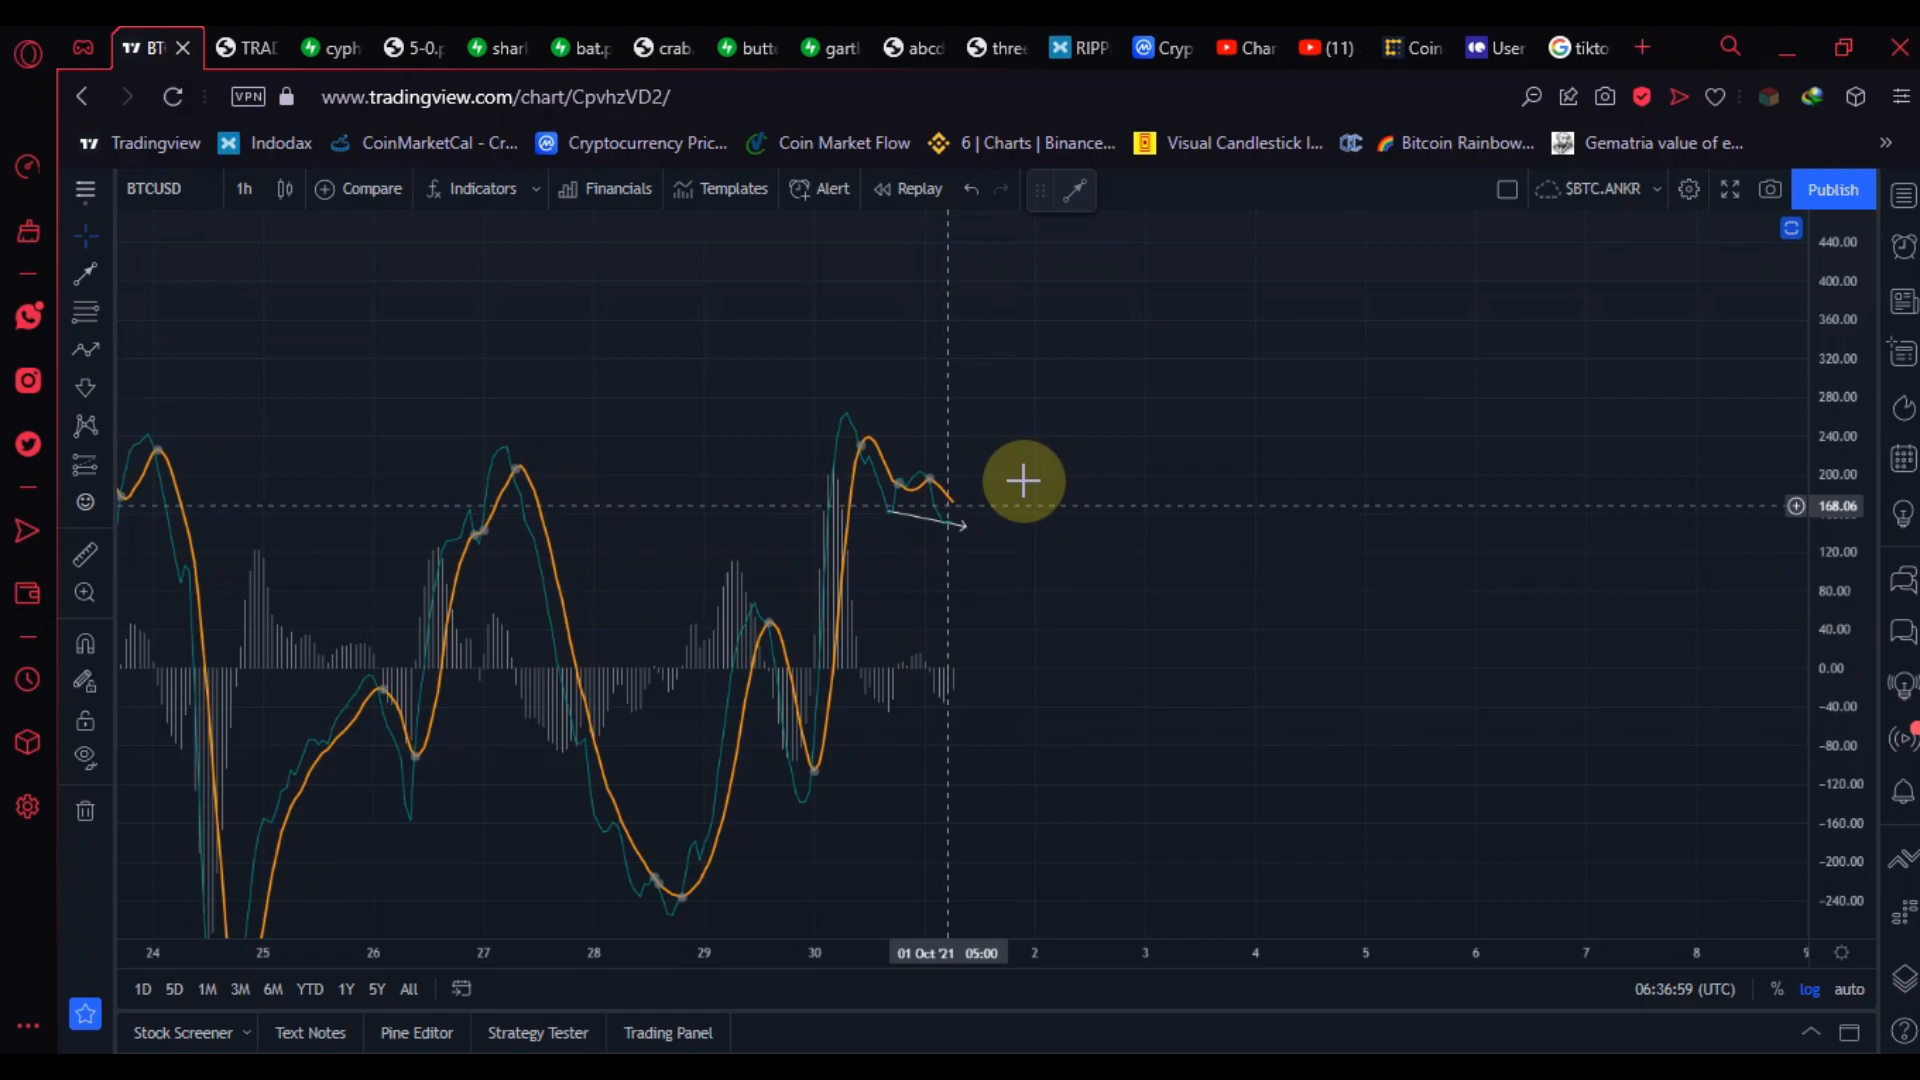 BT TRAI cyph 5-0.p shar bat.p crab. butt gartl abcd three RIPP Cryp Char (11) Coin User tikto
VPN www.tradingview.com/chart/CpvhzVD2/
Tradingview Indodax CoinMarketCal - Cr... Cryptocurrency Pric... Coin Market Flow 6 | Charts | Binance... Visual Candlestick I... Bitcoin Rainbow... Gematria value of e...
BTCUSD 1h Compare Indicators Financials Templates Alert Replay $BTC.ANKR Publish
440.00
400.00
360.00
320.00
280.00
240.00
200.00
168.06
120.00
80.00
40.00
0.00
−40.00
−80.00
−120.00
−160.00
−200.00
−240.00
24 25 26 27 28 29 30 01 Oct '21 05:00 2 3 4 5 6 7 8 9
1D 5D 1M 3M 6M YTD 1Y 5Y All 06:36:59 (UTC) % log auto
Stock Screener Text Notes Pine Editor Strategy Tester Trading Panel